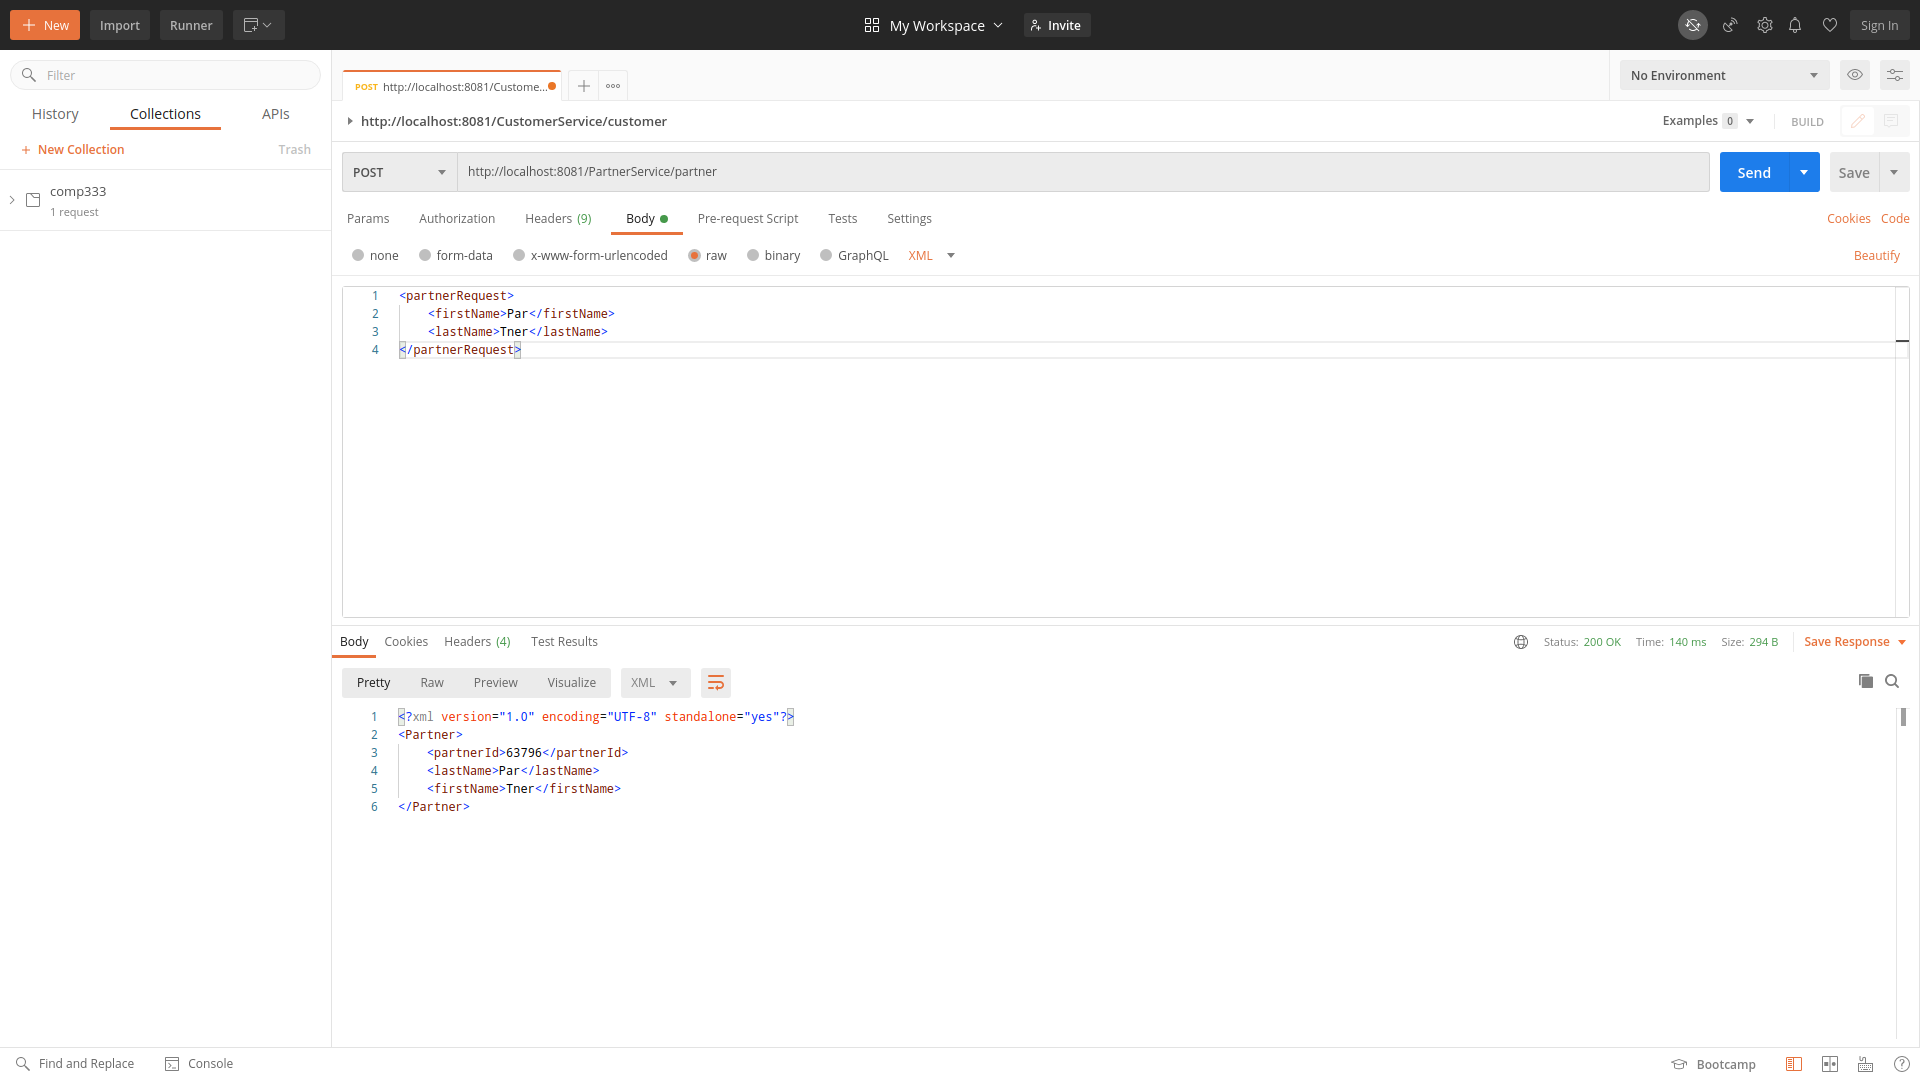 New
Import
Runner
My Workspace
Invite
Sign In
Filter
History
Collections
APIs
New Collection
Trash
comp333
1 request
POST http://localhost:8081/Custome...
No Environment
http://localhost:8081/CustomerService/customer
Examples 0
BUILD
POST
http://localhost:8081/PartnerService/partner
Send
Save
Params
Authorization
Headers (9)
Body
Pre-request Script
Tests
Settings
Cookies
Code
none
form-data
x-www-form-urlencoded
raw
binary
GraphQL
XML
Beautify
1 <partnerRequest>
2 <firstName>Par</firstName>
3 <lastName>Tner</lastName>
4 </partnerRequest>
Body
Cookies
Headers (4)
Test Results
Status: 200 OK
Time: 140 ms
Size: 294 B
Save Response
Pretty
Raw
Preview
Visualize
XML
1 <?xml version="1.0" encoding="UTF-8" standalone="yes"?>
2 <Partner>
3 <partnerId>63796</partnerId>
4 <lastName>Par</lastName>
5 <firstName>Tner</firstName>
6 </Partner>
Find and Replace
Console
Bootcamp